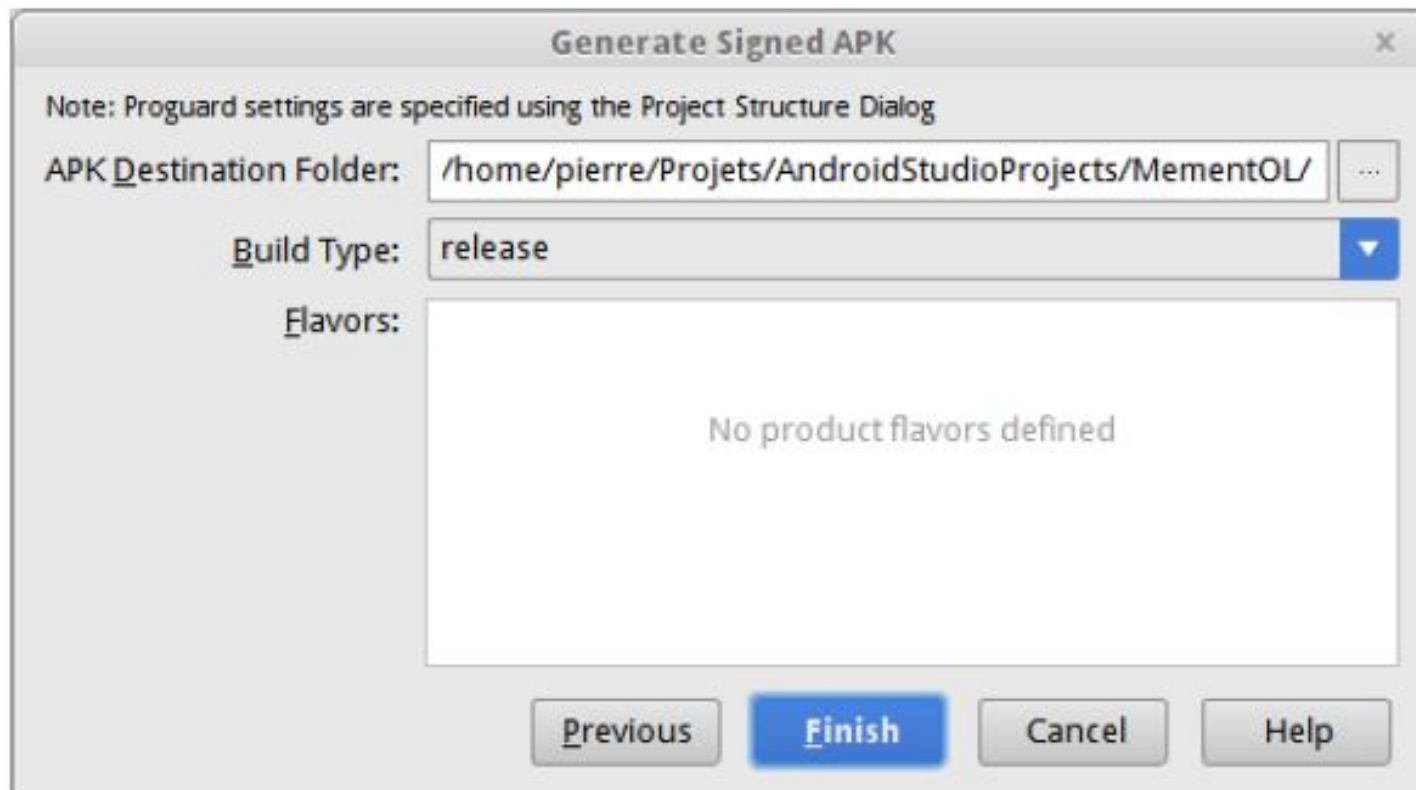 Generate Signed APK
Note: Proguard settings are specified using the Project Structure Dialog
APK Destination Folder: /home/pierre/Projets/AndroidStudioProjects/MementOL/ ...
Build Type: release
Flavors:
No product flavors defined
Previous Finish Cancel Help